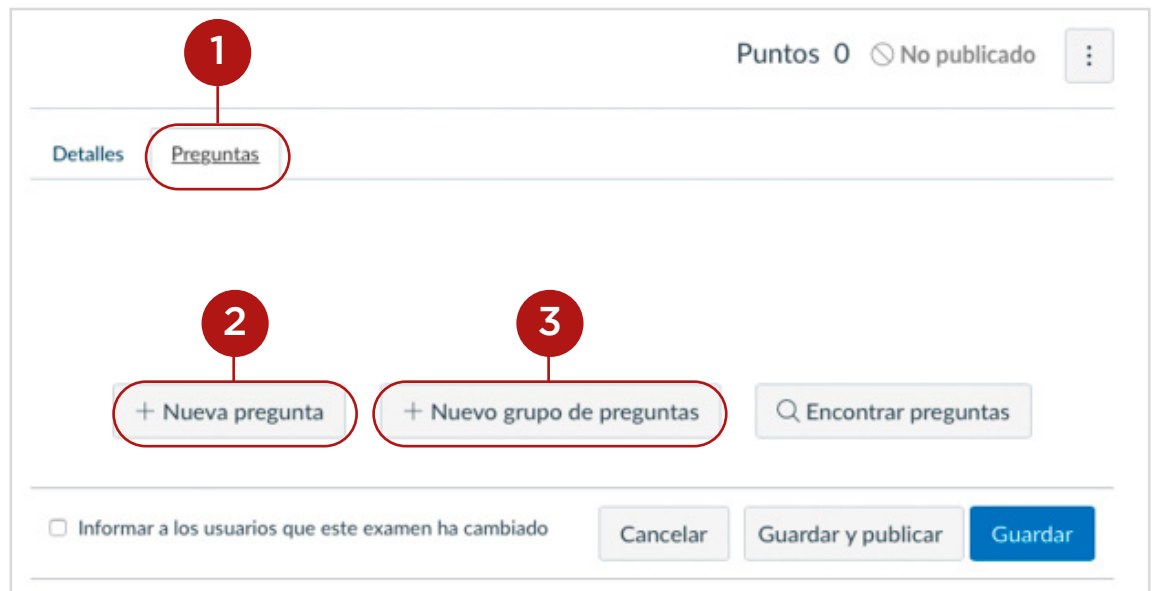 1
Puntos 0 No publicado
Detalles Preguntas
2 3
+ Nueva pregunta + Nuevo grupo de preguntas Encontrar preguntas
Informar a los usuarios que este examen ha cambiado Cancelar Guardar y publicar Guardar